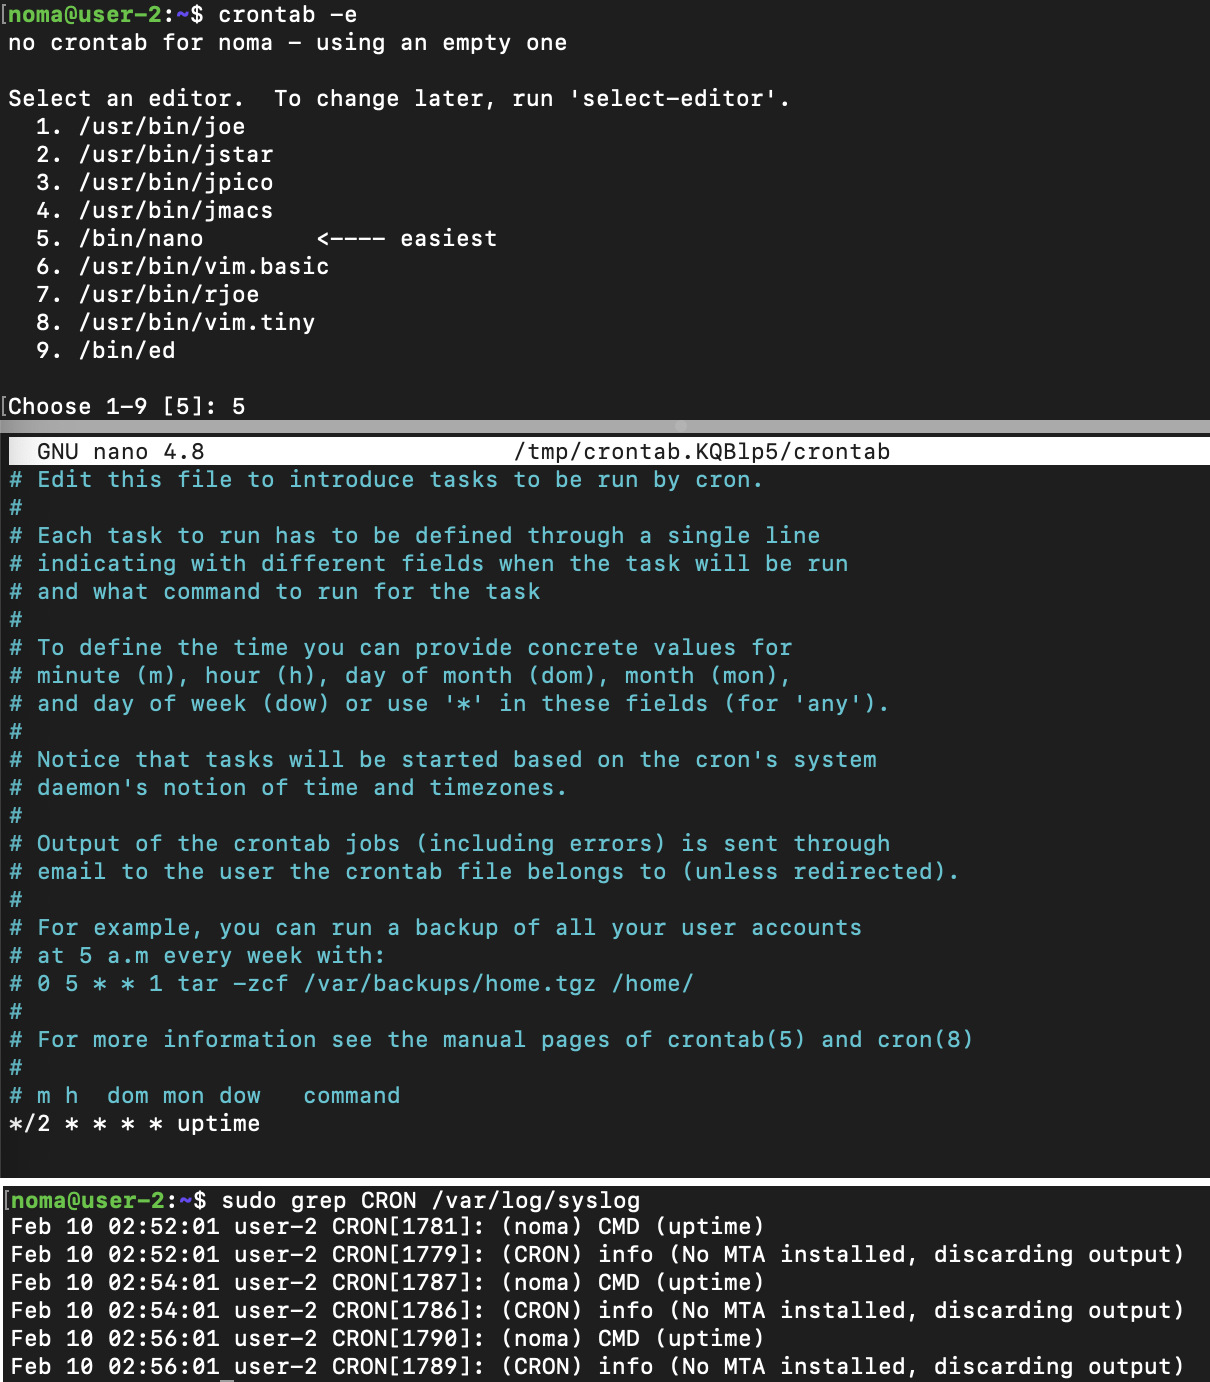 [noma@user-2:~$ crontab -e
no crontab for noma - using an empty one
Select an editor.  To change later, run 'select-editor'.
  1. /usr/bin/joe
  2. /usr/bin/jstar
  3. /usr/bin/jpico
  4. /usr/bin/jmacs
  5. /bin/nano        <---- easiest
  6. /usr/bin/vim.basic
  7. /usr/bin/rjoe
  8. /usr/bin/vim.tiny
  9. /bin/ed
[Choose 1-9 [5]: 5
  GNU nano 4.8                      /tmp/crontab.KQBlp5/crontab
# Edit this file to introduce tasks to be run by cron.
#
# Each task to run has to be defined through a single line
# indicating with different fields when the task will be run
# and what command to run for the task
#
# To define the time you can provide concrete values for
# minute (m), hour (h), day of month (dom), month (mon),
# and day of week (dow) or use '*' in these fields (for 'any').
#
# Notice that tasks will be started based on the cron's system
# daemon's notion of time and timezones.
#
# Output of the crontab jobs (including errors) is sent through
# email to the user the crontab file belongs to (unless redirected).
#
# For example, you can run a backup of all your user accounts
# at 5 a.m every week with:
# 0 5 * * 1 tar -zcf /var/backups/home.tgz /home/
#
# For more information see the manual pages of crontab(5) and cron(8)
#
# m h  dom mon dow   command
*/2 * * * * uptime
[noma@user-2:~$ sudo grep CRON /var/log/syslog
Feb 10 02:52:01 user-2 CRON[1781]: (noma) CMD (uptime)
Feb 10 02:52:01 user-2 CRON[1779]: (CRON) info (No MTA installed, discarding output)
Feb 10 02:54:01 user-2 CRON[1787]: (noma) CMD (uptime)
Feb 10 02:54:01 user-2 CRON[1786]: (CRON) info (No MTA installed, discarding output)
Feb 10 02:56:01 user-2 CRON[1790]: (noma) CMD (uptime)
Feb 10 02:56:01 user-2 CRON[1789]: (CRON) info (No MTA installed, discarding output)